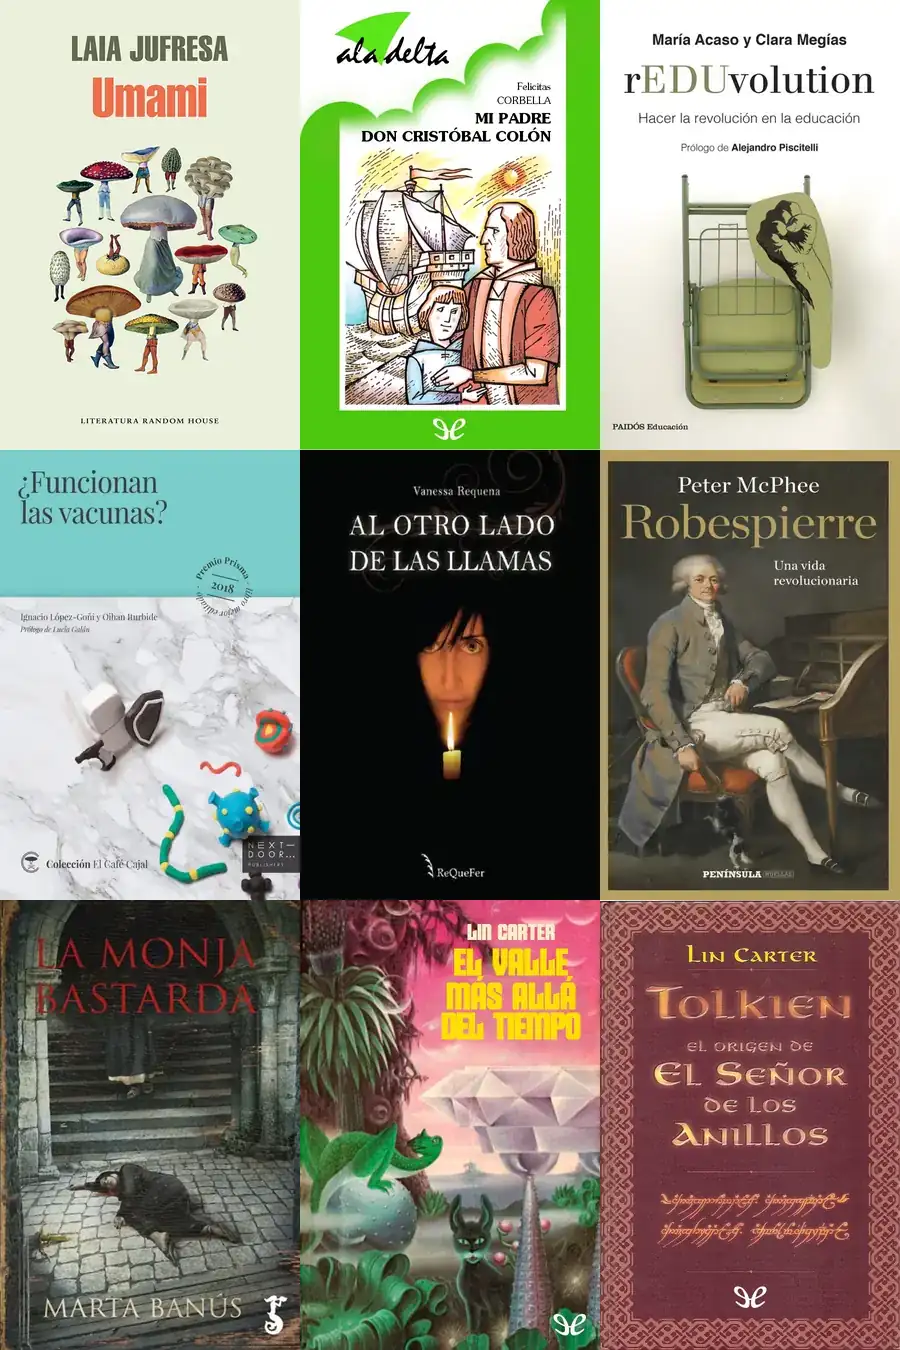 LAIA JUFRESA
Umami
LITERATURA RANDOM HOUSE
ala delta
Felicitas
CORBELLA
MI PADRE
DON CRISTÓBAL COLÓN
María Acaso y Clara Megías
rEDUvolution
Hacer la revolución en la educación
Prólogo de Alejandro Piscitelli
PAIDÓS Educación
¿Funcionan
las vacunas?
Premio Prisma
2018
libro mejor editado
Ignacio López-Goñi y Oihan Iturbide
Prólogo de Lucía Galán
Colección El Café Cajal
NEXT—
DOOR...
PUBLISHERS
Vanessa Requena
AL OTRO LADO
DE LAS LLAMAS
ReQueFer
Peter McPhee
Robespierre
Una vida
revolucionaria
PENÍNSULA HUELLAS
LA MONJA
BASTARDA
MARTA BANÚS
LIN CARTER
EL VALLE
MÁS ALLÁ
DEL TIEMPO
LIN CARTER
TOLKIEN
EL ORIGEN DE
EL SEÑOR
DE LOS
ANILLOS